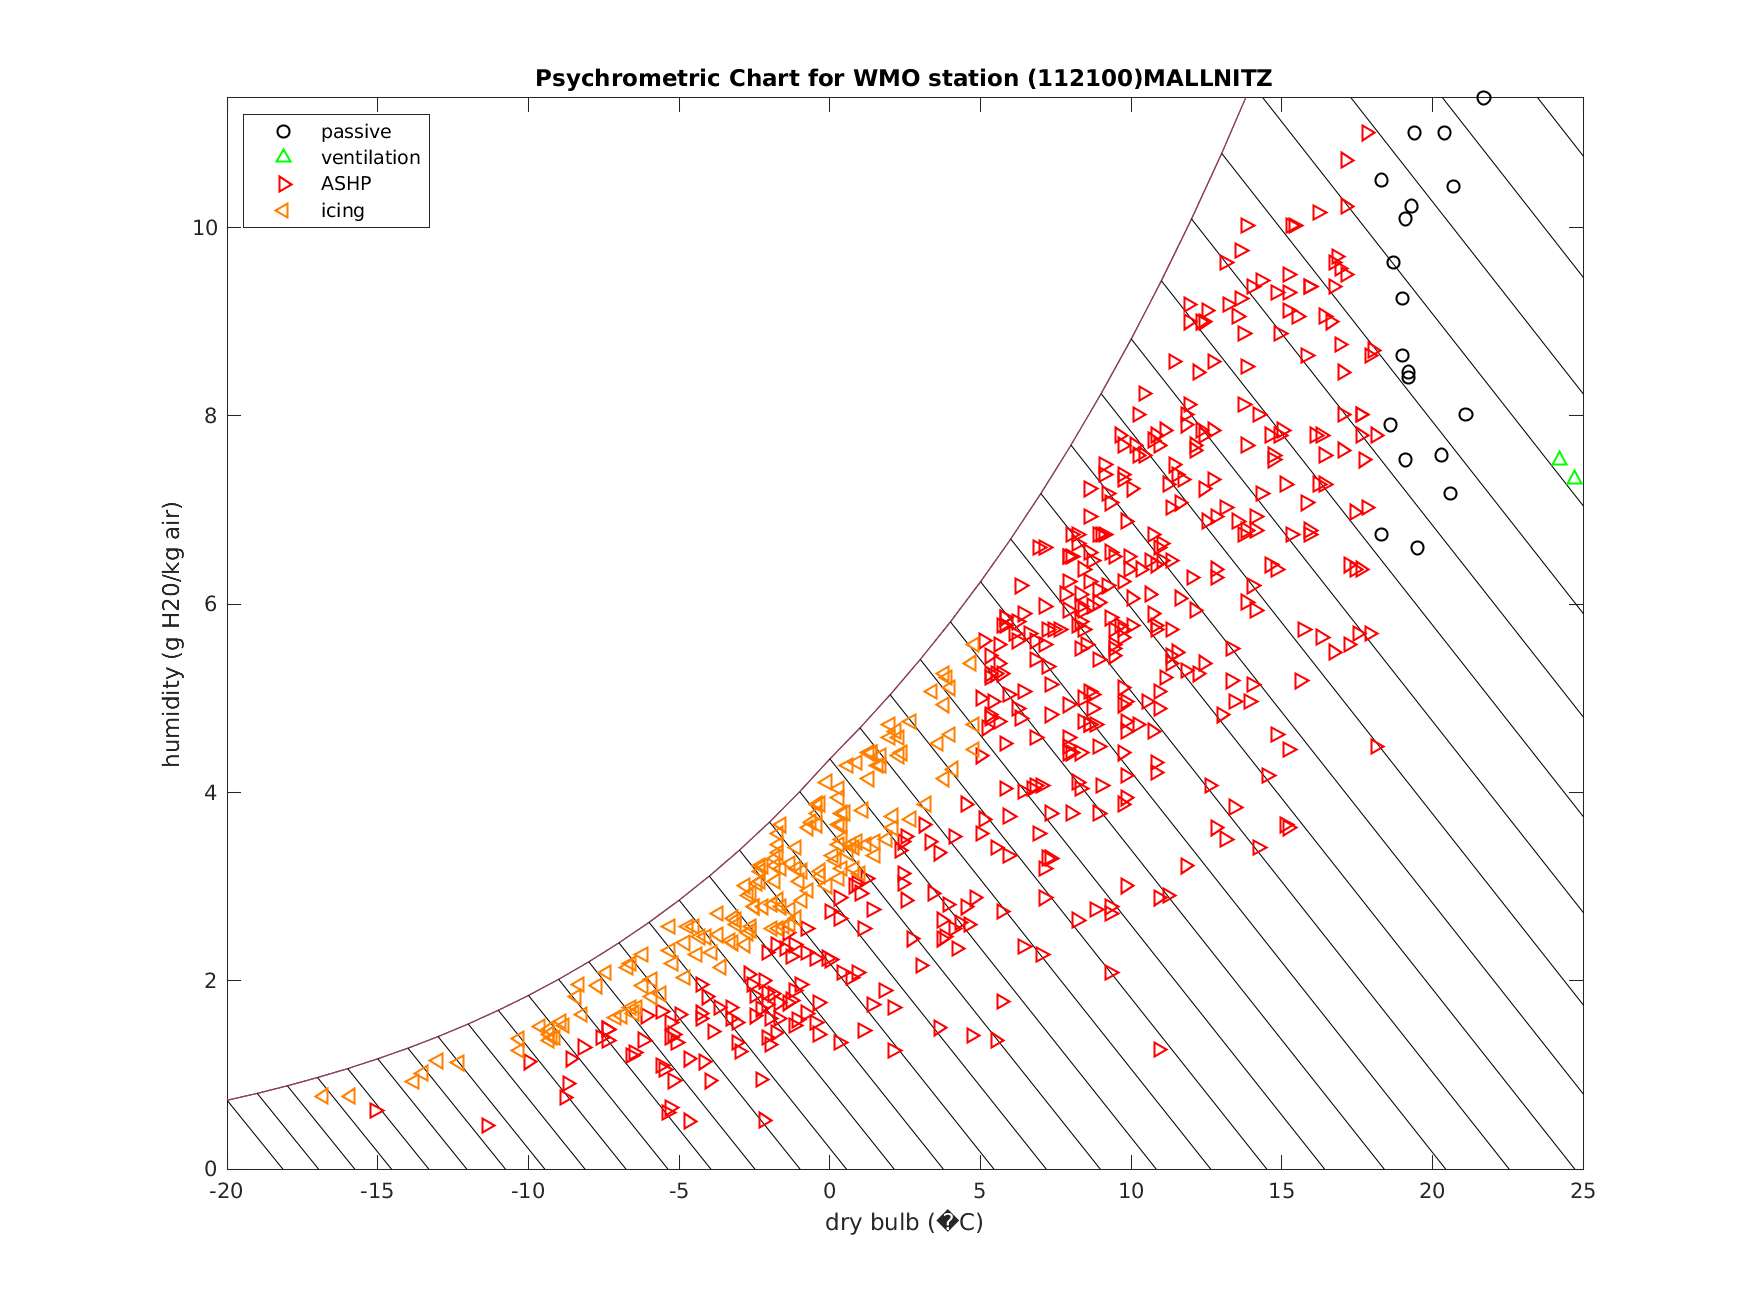 Psychrometric Chart for WMO station (112100)MALLNITZ
passive
ventilation
ASHP
icing
humidity (g H20/kg air)
10
8
6
4
2
0
-20 -15 -10 -5 0 5 10 15 20 25
dry bulb (�C)